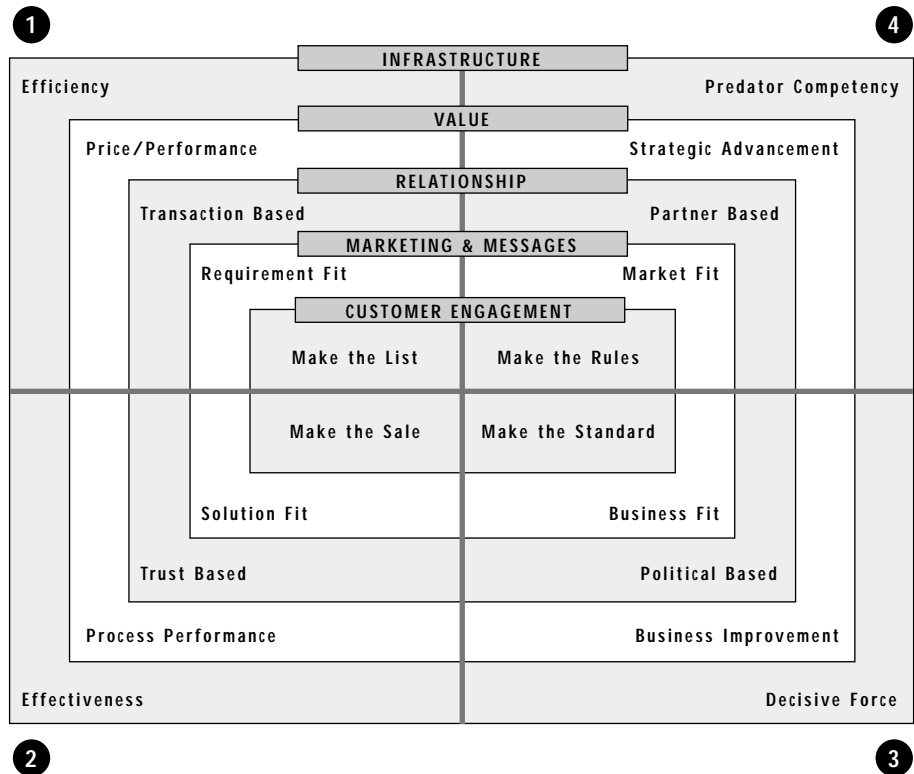 1 4
INFRASTRUCTURE
Efficiency Predator Competency
VALUE
Price/Performance Strategic Advancement
RELATIONSHIP
Transaction Based Partner Based
MARKETING & MESSAGES
Requirement Fit Market Fit
CUSTOMER ENGAGEMENT
Make the List Make the Rules
Make the Sale Make the Standard
Solution Fit Business Fit
Trust Based Political Based
Process Performance Business Improvement
Effectiveness Decisive Force
2 3